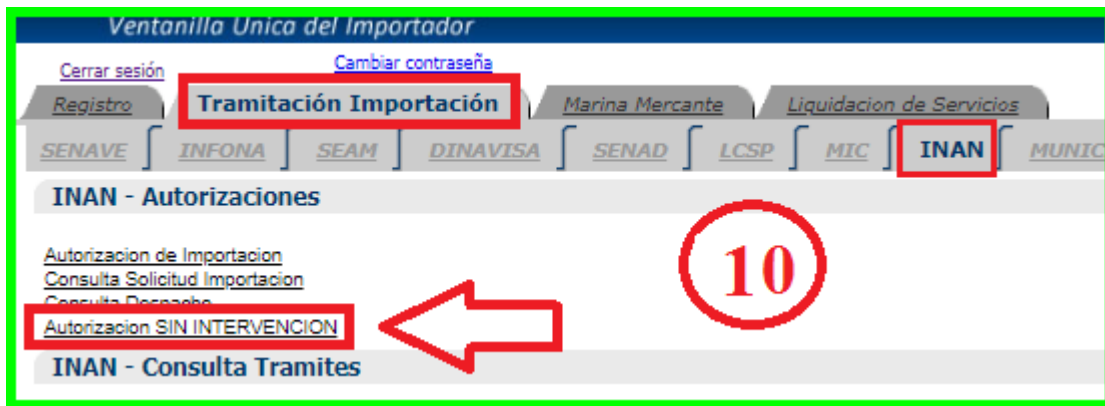 Ventanilla Unica del Importador
Cerrar sesión Cambiar contraseña
Registro Tramitación Importación Marina Mercante Liquidacion de Servicios
SENAVE INFONA SEAM DINAVISA SENAD LCSP MIC INAN MUNIC
INAN - Autorizaciones
Autorizacion de Importacion
Consulta Solicitud Importacion
Consulta Despacho
Autorizacion SIN INTERVENCION
10
INAN - Consulta Tramites